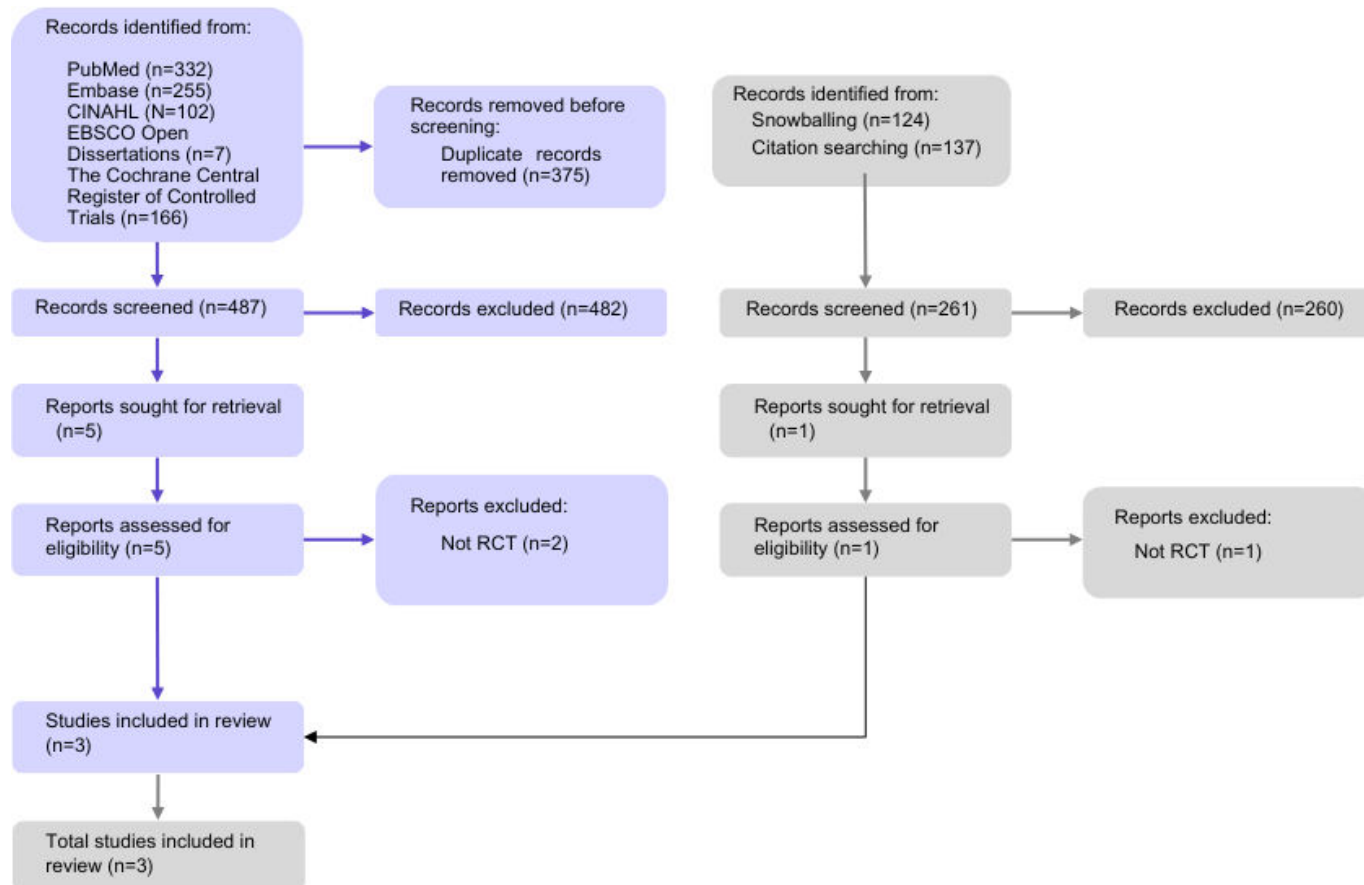 Records identified from:
PubMed (n=332)
Embase (n=255)
CINAHL (N=102)
EBSCO Open
Dissertations (n=7)
The Cochrane Central
Register of Controlled
Trials (n=166)
Records removed before
screening:
Duplicate records
removed (n=375)
Records identified from:
Snowballing (n=124)
Citation searching (n=137)
Records screened (n=487)
Records excluded (n=482)
Records screened (n=261)
Records excluded (n=260)
Reports sought for retrieval
(n=5)
Reports sought for retrieval
(n=1)
Reports assessed for
eligibility (n=5)
Reports excluded:
Not RCT (n=2)
Reports assessed for
eligibility (n=1)
Reports excluded:
Not RCT (n=1)
Studies included in review
(n=3)
Total studies included in
review (n=3)